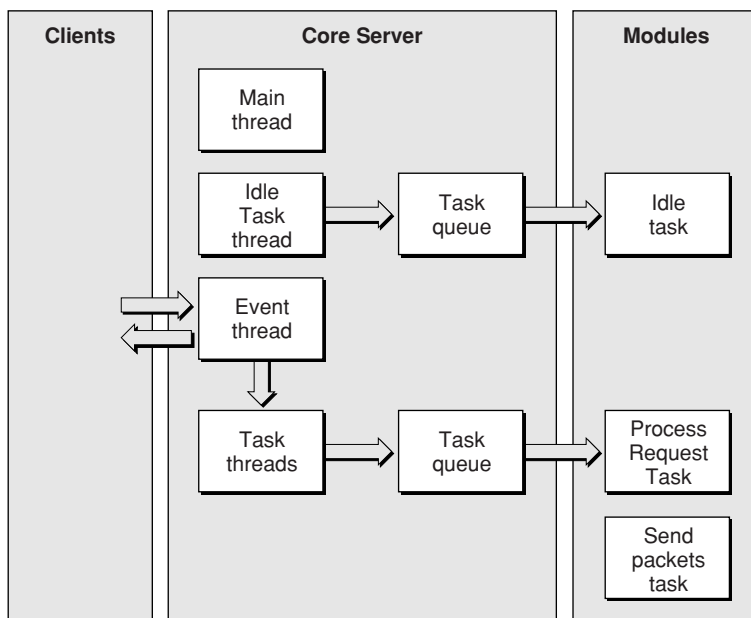 Clients
Core Server
Modules
Main
thread
Idle
Task
thread
Task
queue
Idle
task
Event
thread
Task
threads
Task
queue
Process
Request
Task
Send
packets
task